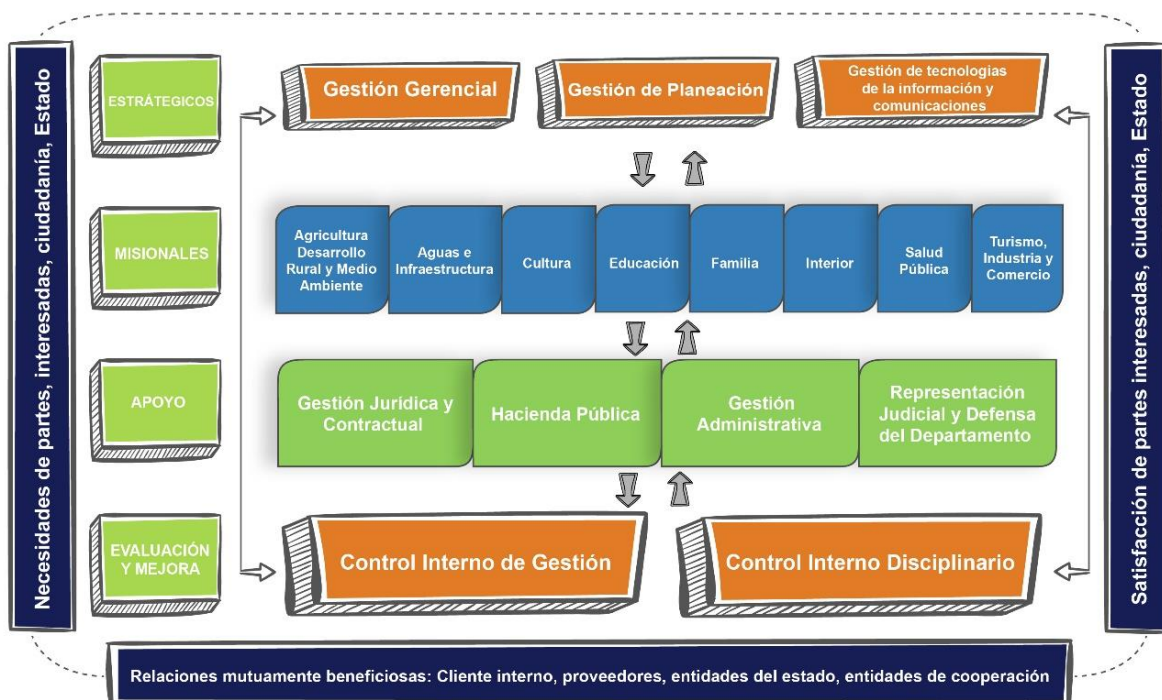 Necesidades de partes, interesadas, ciudadanía, Estado
ESTRÁTEGICOS
Gestión Gerencial
Gestión de Planeación
Gestión de tecnologias
de la información y
comunicaciones
MISIONALES
Agricultura
Desarrollo
Rural y Medio
Ambiente
Aguas e
Infraestructura
Cultura
Educación
Familia
Interior
Salud
Pública
Turismo,
Industria y
Comercio
APOYO
Gestión Jurídica y
Contractual
Hacienda Pública
Gestión
Administrativa
Representación
Judicial y Defensa
del Departamento
EVALUACIÓN
Y MEJORA
Control Interno de Gestión
Control Interno Disciplinario
Satisfacción de partes interesadas, ciudadanía, Estado
Relaciones mutuamente beneficiosas: Cliente interno, proveedores, entidades del estado, entidades de cooperación